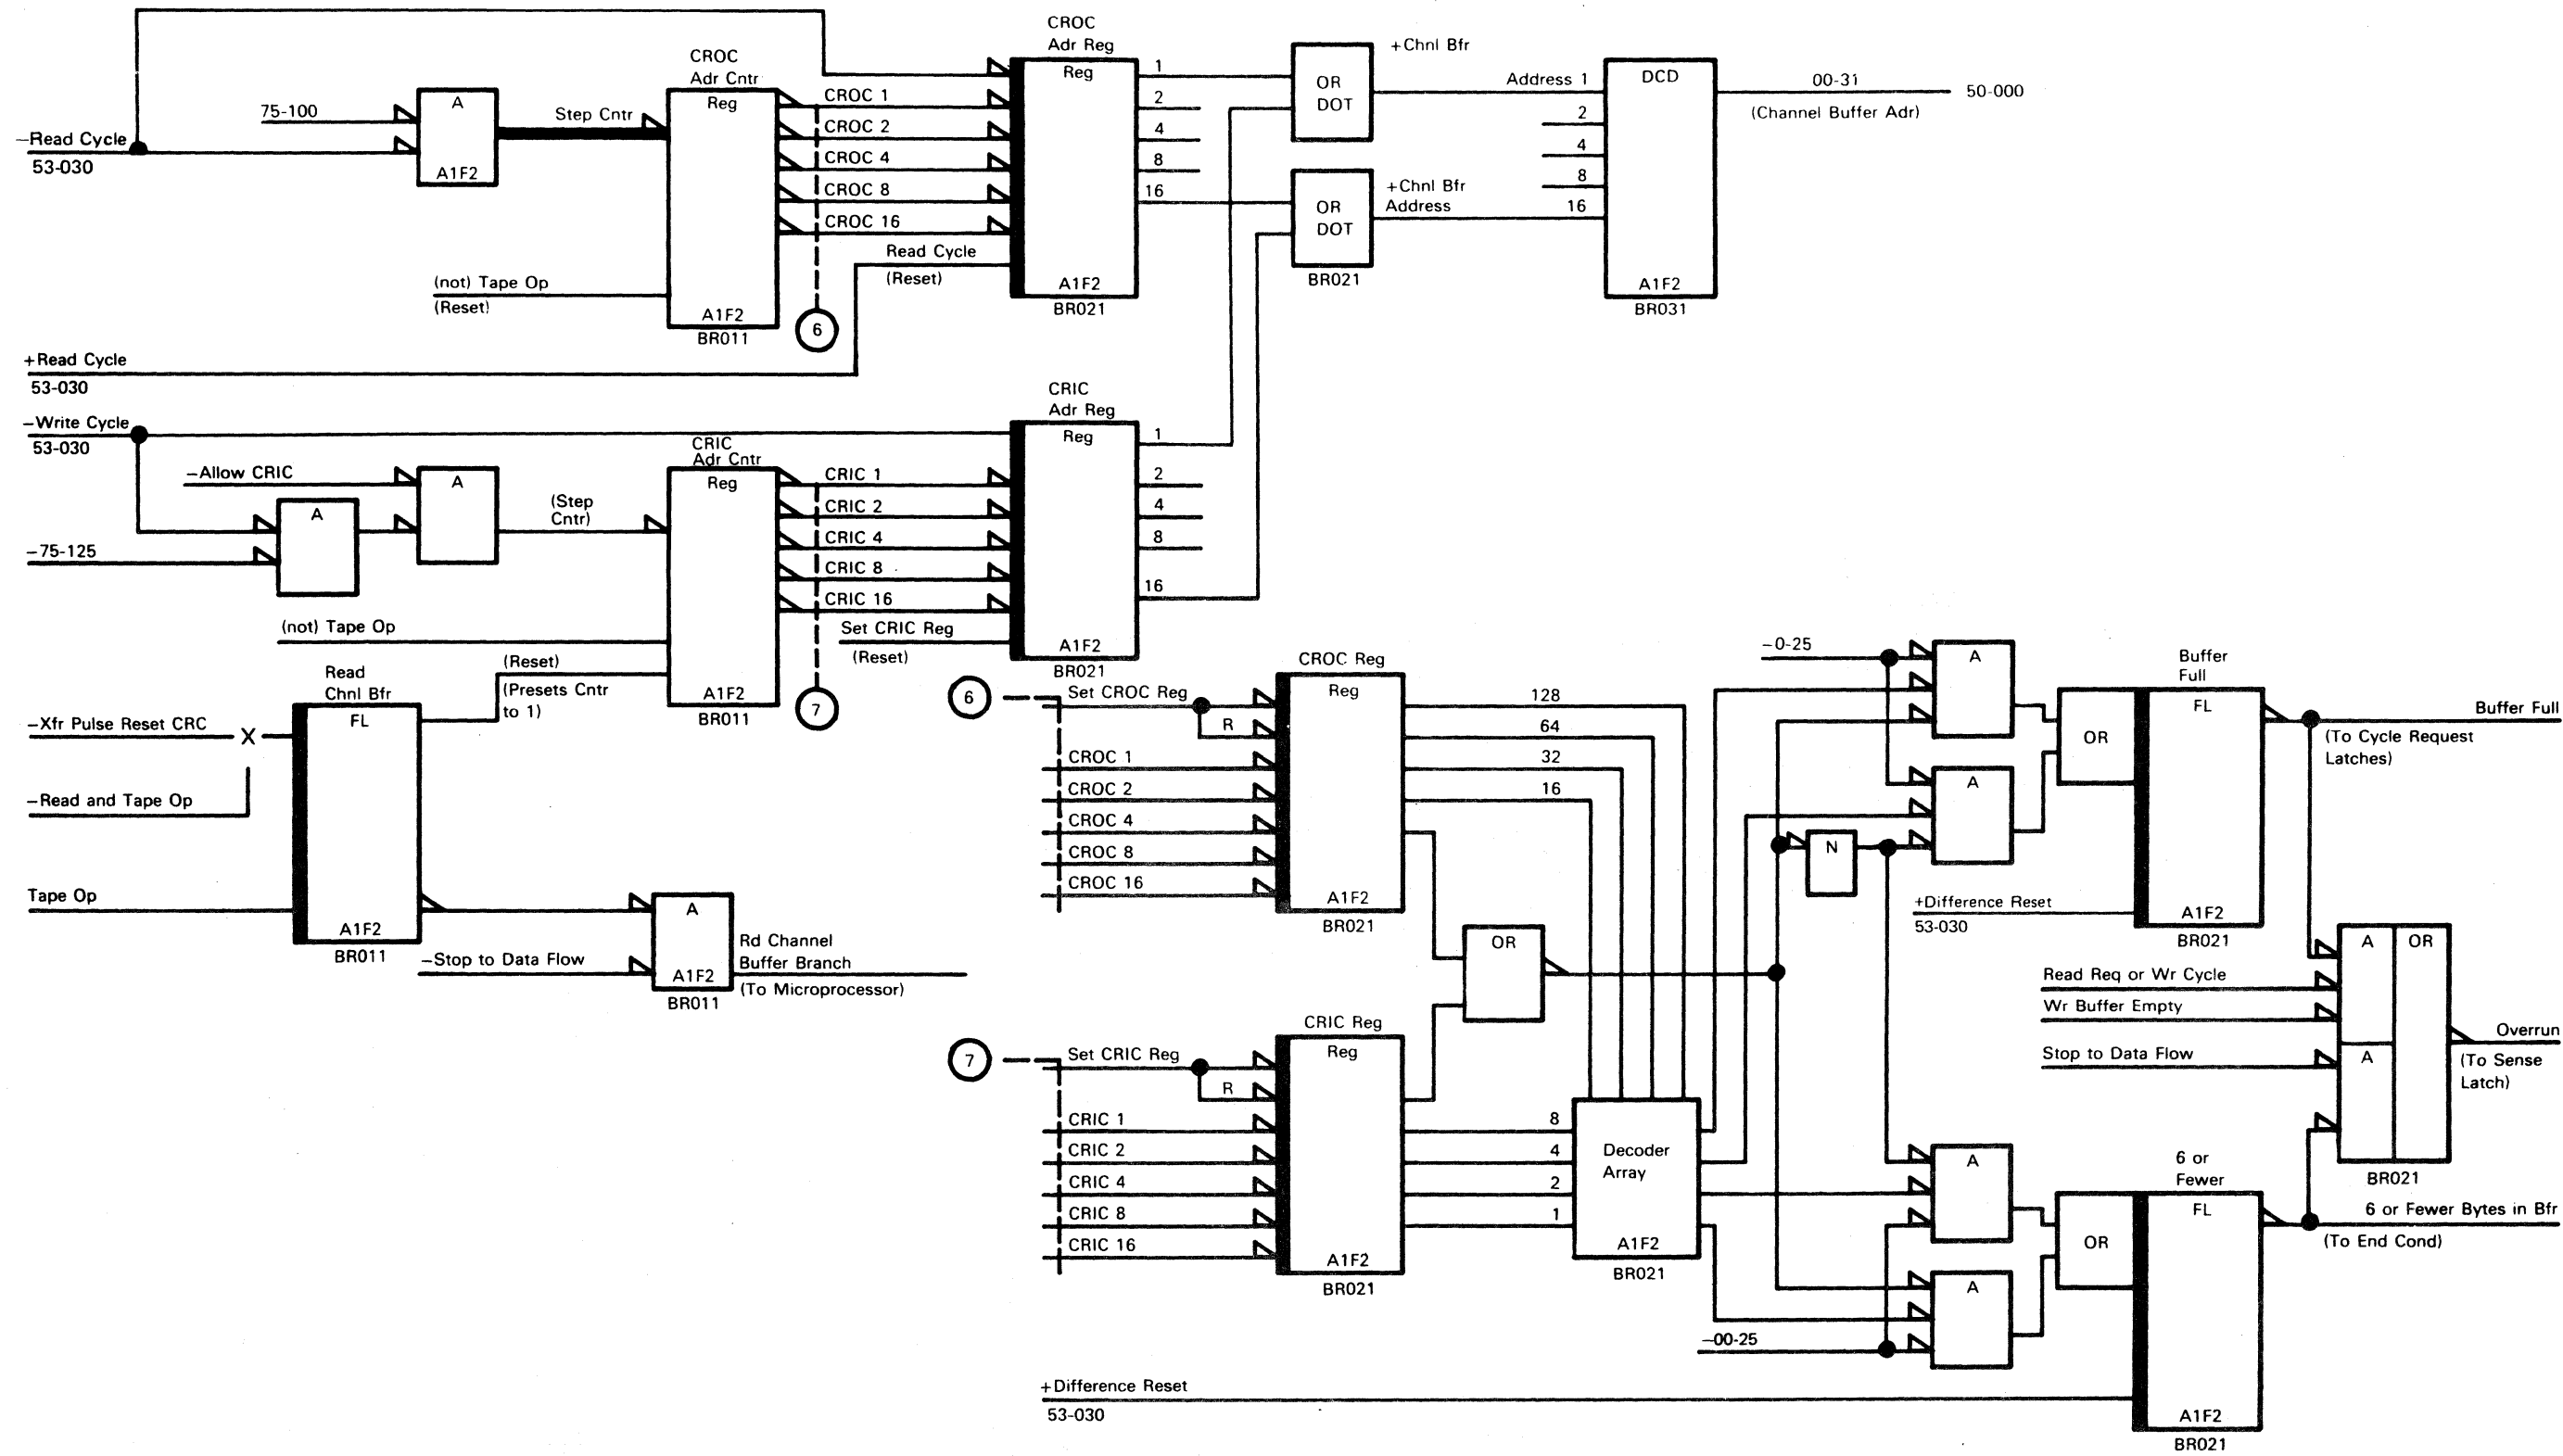 CROC
Adr Reg
Reg
1
2
4
8
16
A1F2
BR021
CROC
Adr Cntr
Reg
A1F2
BR011
75-100
A
A1F2
Step Cntr
—Read Cycle
53-030
CROC 1
CROC 2
CROC 4
CROC 8
CROC 16
Read Cycle
(Reset)
(not) Tape Op
(Reset)
6
+Chnl Bfr
OR
DOT
Address 1
2
4
8
16
+Chnl Bfr
Address
OR
DOT
BR021
DCD
A1F2
BR031
00-31
(Channel Buffer Adr)
50-000
+Read Cycle
53-030
—Write Cycle
53-030
—Allow CRIC
A
A
—75-125
(Step
Cntr)
CRIC
Adr Cntr
Reg
A1F2
BR011
CRIC 1
CRIC 2
CRIC 4
CRIC 8
CRIC 16
Set CRIC Reg
(Reset)
7
CRIC
Adr Reg
Reg
1
2
4
8
16
A1F2
BR021
(not) Tape Op
(Reset)
(Presets Cntr
to 1)
Read
Chnl Bfr
FL
A1F2
BR011
—Xfr Pulse Reset CRC
X
—Read and Tape Op
Tape Op
—Stop to Data Flow
A
A1F2
BR011
Rd Channel
Buffer Branch
(To Microprocessor)
6
Set CROC Reg
R
CROC 1
CROC 2
CROC 4
CROC 8
CROC 16
CROC Reg
Reg
A1F2
BR021
128
64
32
16
OR
7
Set CRIC Reg
R
CRIC 1
CRIC 2
CRIC 4
CRIC 8
CRIC 16
CRIC Reg
Reg
A1F2
BR021
8
4
2
1
Decoder
Array
A1F2
BR021
—0-25
A
A
N
OR
Buffer
Full
FL
A1F2
BR021
+Difference Reset
53-030
Buffer Full
(To Cycle Request
Latches)
Read Req or Wr Cycle
Wr Buffer Empty
Stop to Data Flow
A
OR
A
BR021
Overrun
(To Sense
Latch)
A
A
—00-25
OR
6 or
Fewer
FL
A1F2
BR021
6 or Fewer Bytes in Bfr
(To End Cond)
+Difference Reset
53-030